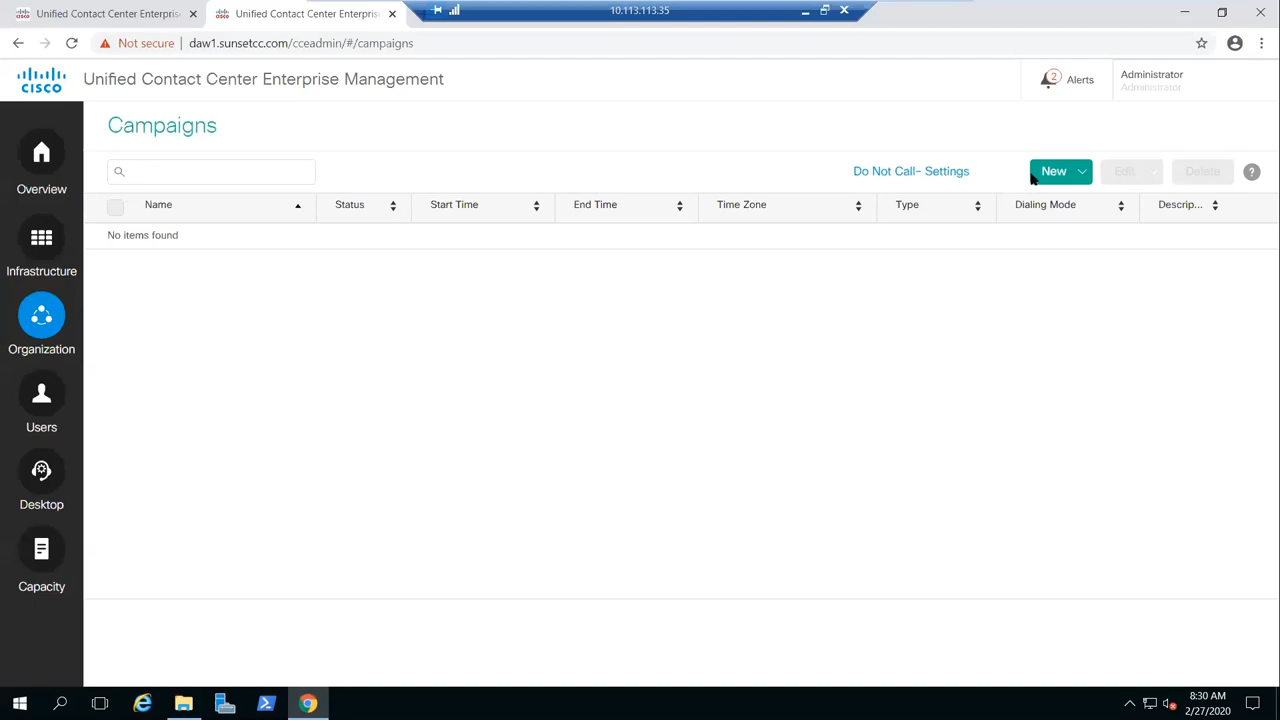 Unified Contact Center Enterpris
Unified Contact Center Enterpris
10.113.113.35
Not secure
daw1.sunsetcc.com/cceadmin/#/campaigns
CISCO
Unified Contact Center Enterprise Management
2
Alerts
Administrator
Administrator
Overview
Infrastructure
Organization
Users
Desktop
Capacity
Campaigns
Do Not Call- Settings
New
Edit
Delete
?
Name
Status
Start Time
End Time
Time Zone
Type
Dialing Mode
Descrip...
No items found
8:30 AM
2/27/2020